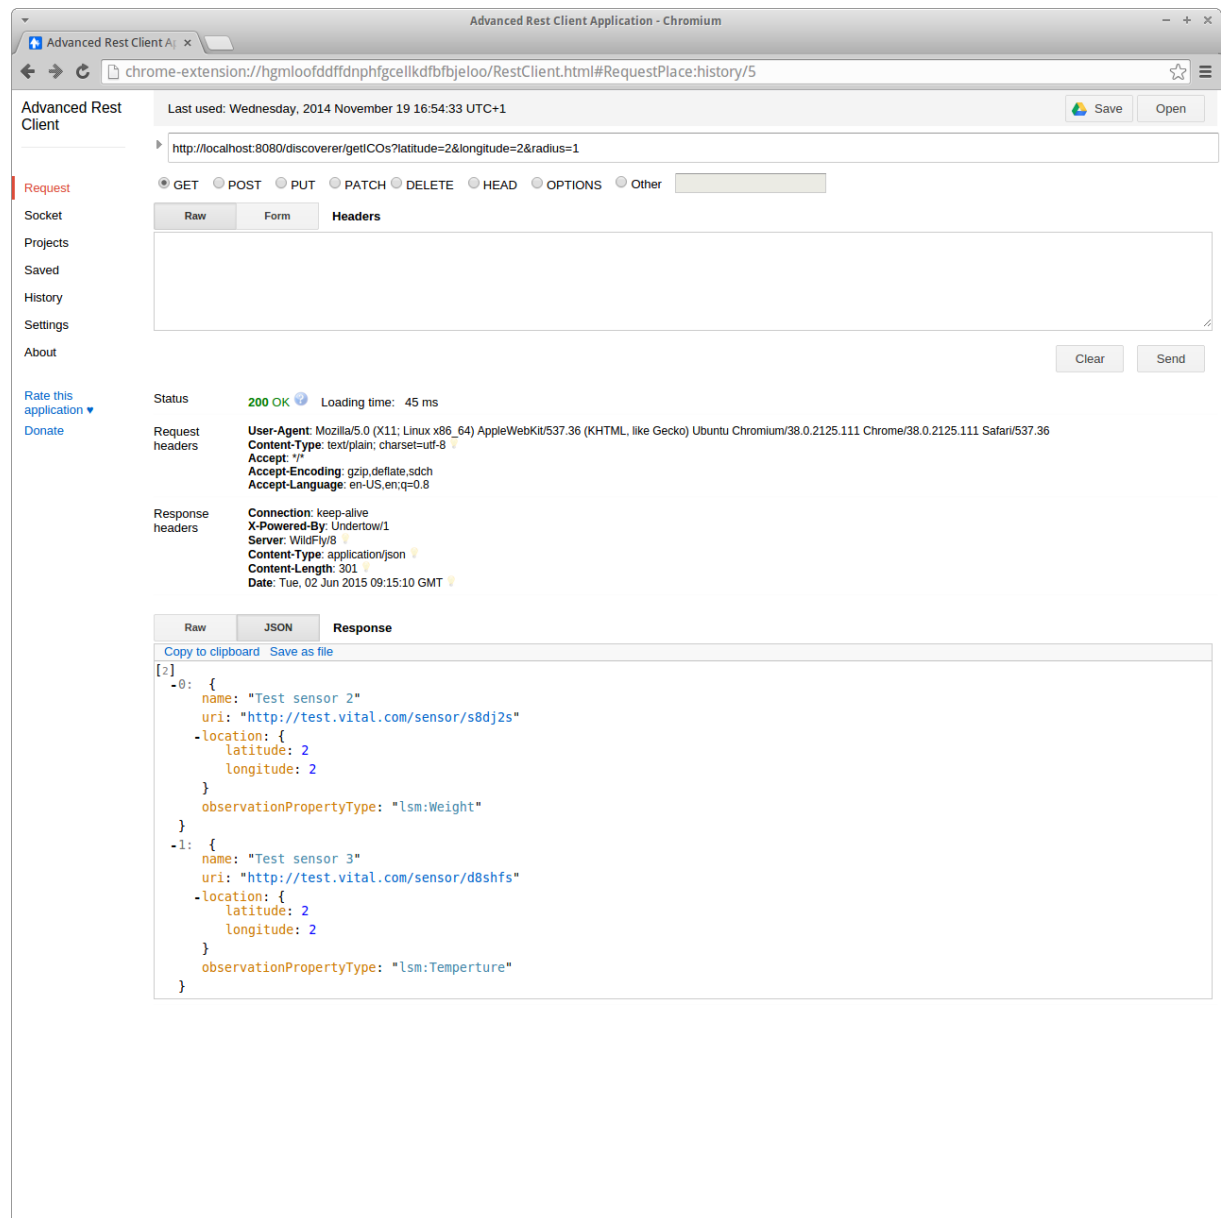 Advanced Rest Client Application - Chromium
Advanced Rest Client Ap
chrome-extension://hgmloofddffdnphfgcellkdfbfbjeloo/RestClient.html#RequestPlace:history/5
Advanced Rest
Client
Last used: Wednesday, 2014 November 19 16:54:33 UTC+1
Save Open
http://localhost:8080/discoverer/getICOs?latitude=2&longitude=2&radius=1
GET POST PUT PATCH DELETE HEAD OPTIONS Other
Raw Form Headers
Request
Socket
Projects
Saved
History
Settings
About
Rate this
application ♥
Donate
Clear Send
Status 200 OK Loading time: 45 ms
Request
headers
User-Agent: Mozilla/5.0 (X11; Linux x86_64) AppleWebKit/537.36 (KHTML, like Gecko) Ubuntu Chromium/38.0.2125.111 Chrome/38.0.2125.111 Safari/537.36
Content-Type: text/plain; charset=utf-8
Accept: */*
Accept-Encoding: gzip,deflate,sdch
Accept-Language: en-US,en;q=0.8
Response
headers
Connection: keep-alive
X-Powered-By: Undertow/1
Server: WildFly/8
Content-Type: application/json
Content-Length: 301
Date: Tue, 02 Jun 2015 09:15:10 GMT
Raw JSON Response
Copy to clipboard Save as file
[2]
-0: {
name: "Test sensor 2"
uri: "http://test.vital.com/sensor/s8dj2s"
-location: {
latitude: 2
longitude: 2
}
observationPropertyType: "lsm:Weight"
}
-1: {
name: "Test sensor 3"
uri: "http://test.vital.com/sensor/d8shfs"
-location: {
latitude: 2
longitude: 2
}
observationPropertyType: "lsm:Temperture"
}